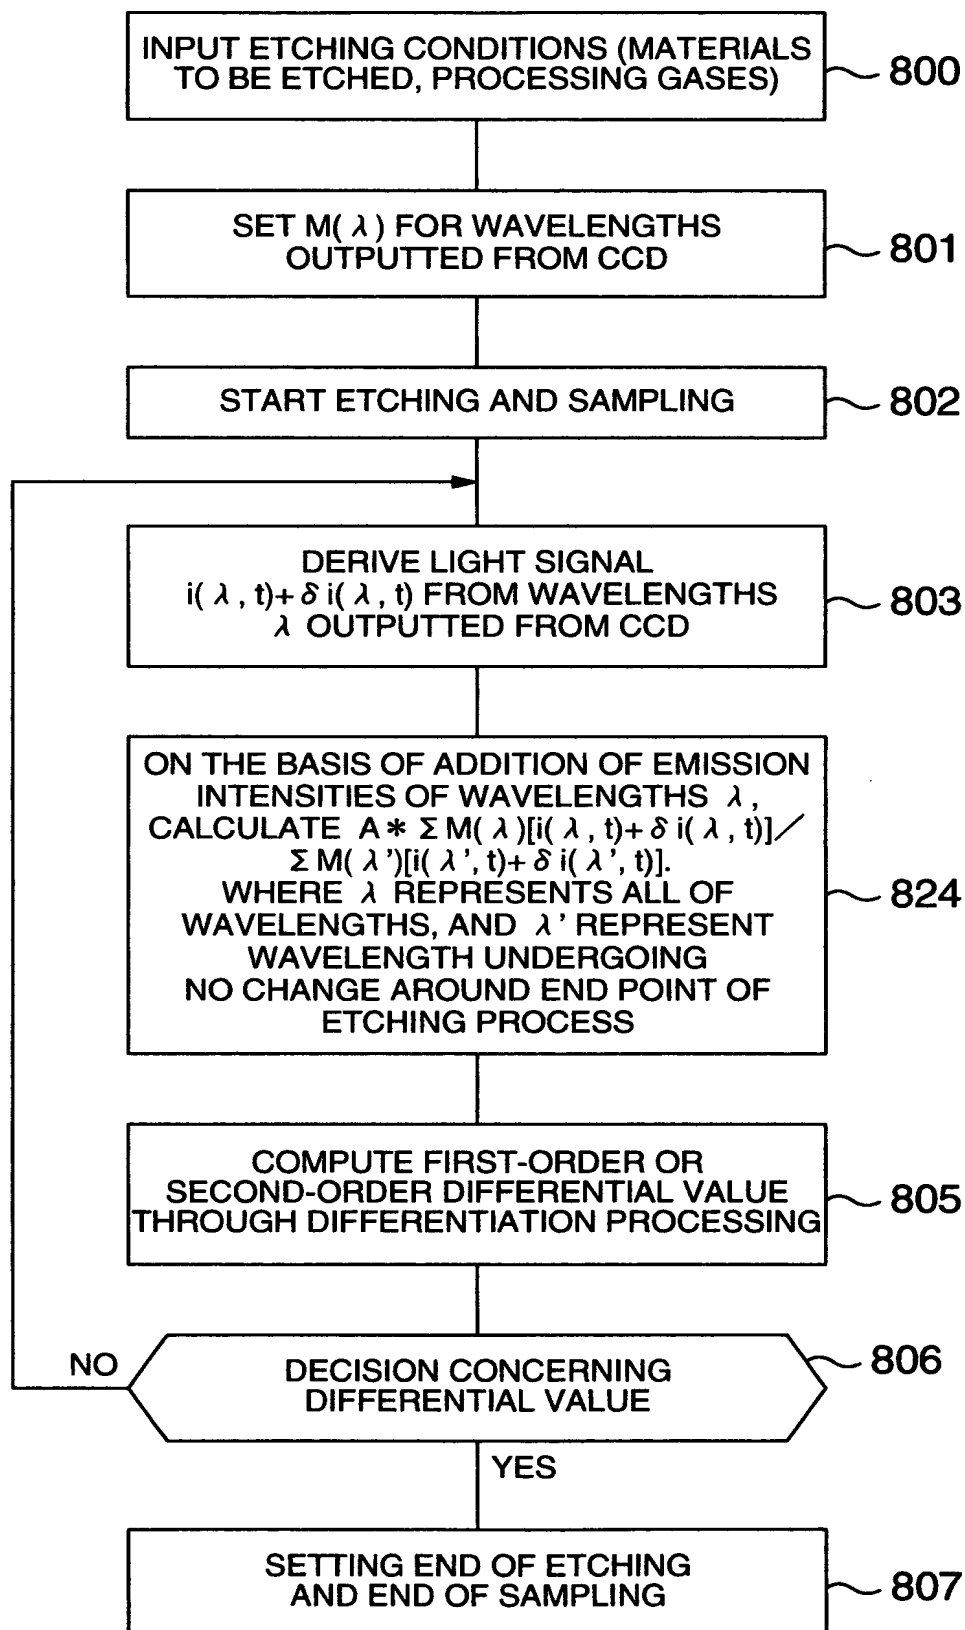 INPUT ETCHING CONDITIONS (MATERIALS
TO BE ETCHED, PROCESSING GASES)
800
SET M( λ ) FOR WAVELENGTHS
OUTPUTTED FROM CCD
801
START ETCHING AND SAMPLING
802
DERIVE LIGHT SIGNAL
i( λ , t)+ δ i( λ , t) FROM WAVELENGTHS
λ OUTPUTTED FROM CCD
803
ON THE BASIS OF ADDITION OF EMISSION
INTENSITIES OF WAVELENGTHS λ ,
CALCULATE A * Σ M( λ )[i( λ , t)+ δ i( λ , t)]/
Σ M( λ')[i( λ', t)+ δ i( λ', t)].
WHERE λ REPRESENTS ALL OF
WAVELENGTHS, AND λ' REPRESENT
WAVELENGTH UNDERGOING
NO CHANGE AROUND END POINT OF
ETCHING PROCESS
824
COMPUTE FIRST-ORDER OR
SECOND-ORDER DIFFERENTIAL VALUE
THROUGH DIFFERENTIATION PROCESSING
805
NO
DECISION CONCERNING
DIFFERENTIAL VALUE
806
YES
SETTING END OF ETCHING
AND END OF SAMPLING
807